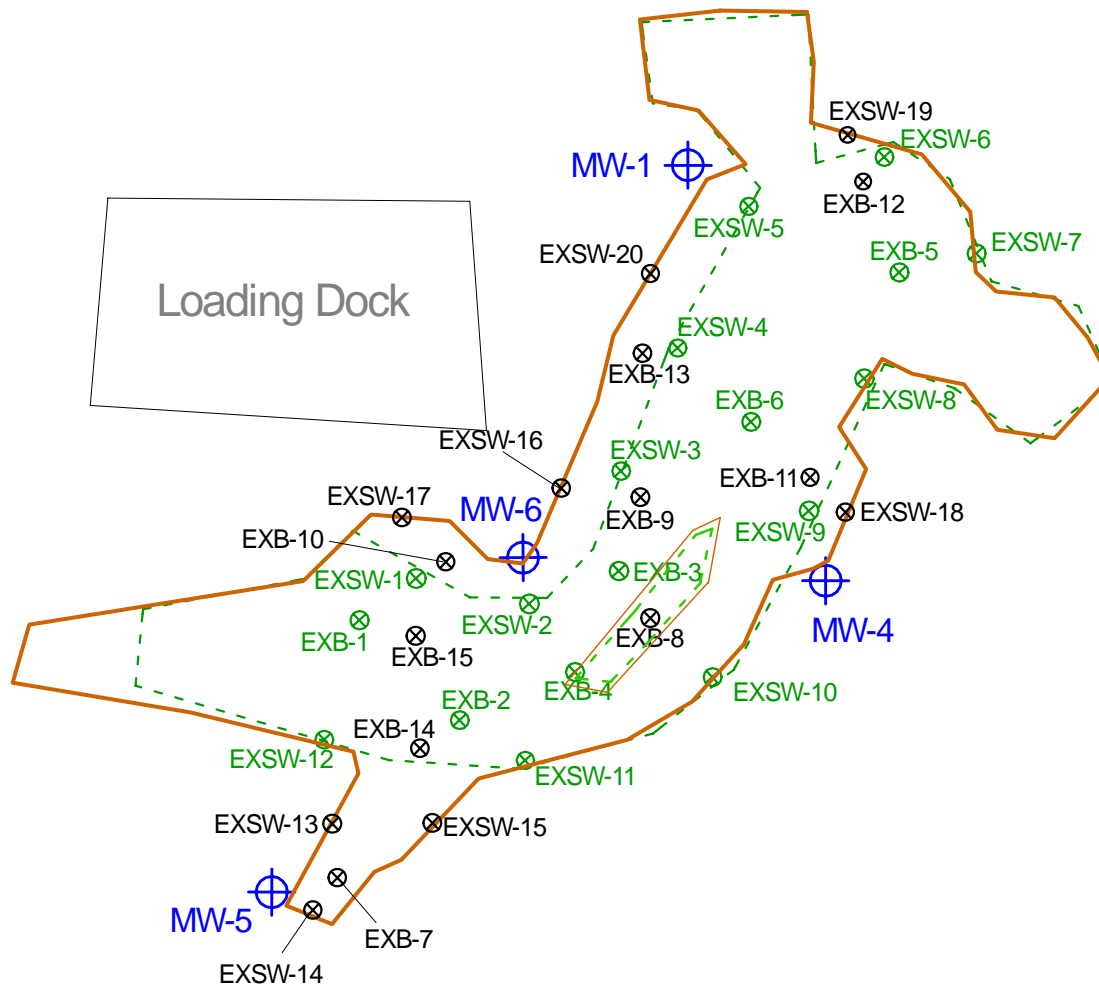 EXSW-19
EXSW-6
MW-1
EXB-12
EXSW-5
EXSW-7
EXSW-20
EXB-5
Loading Dock
EXSW-4
EXB-13
EXSW-8
EXB-6
EXSW-16
EXSW-3
EXB-11
EXSW-17
EXB-9
EXSW-18
MW-6
EXSW-9
EXB-10
EXSW-1
EXB-3
EXSW-2
MW-4
EXB-1
EXB-8
EXB-15
EXB-4
EXSW-10
EXB-2
EXB-14
EXSW-12
EXSW-11
EXSW-13
EXSW-15
MW-5
EXB-7
EXSW-14